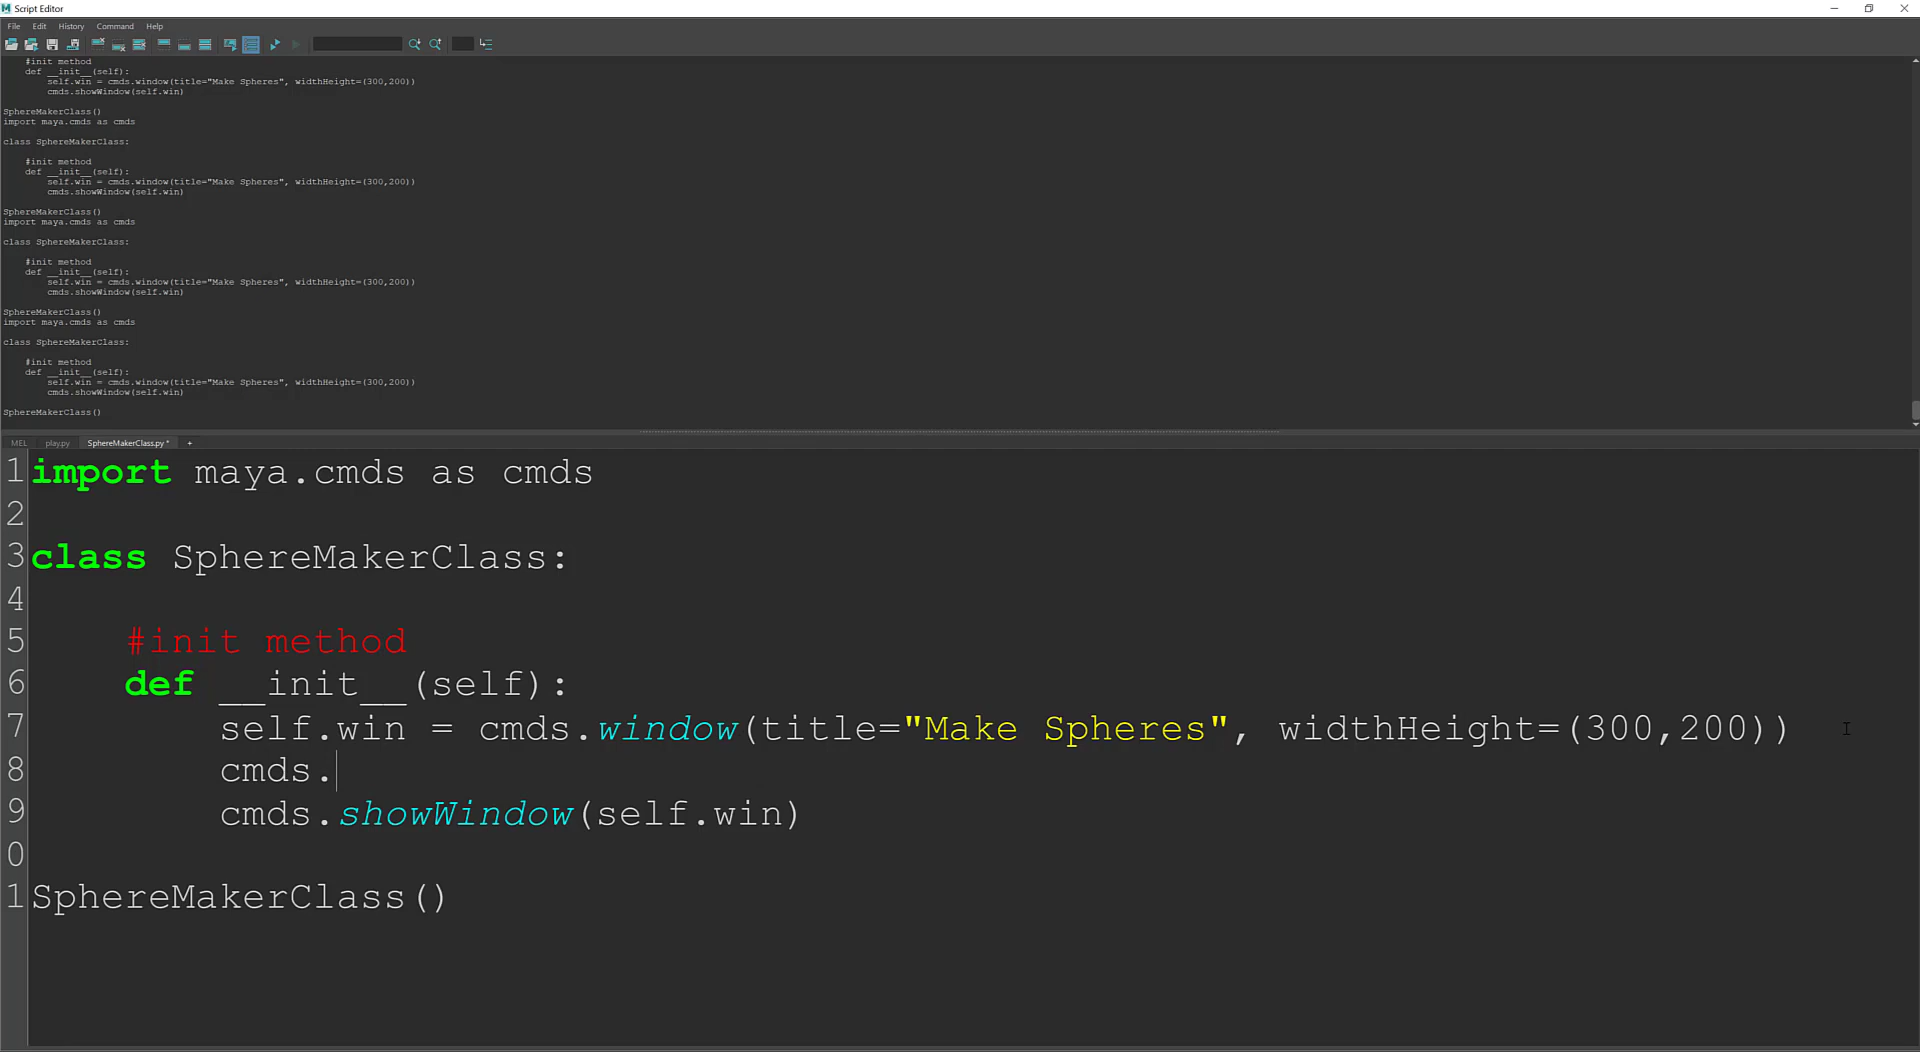 Script Editor
File Edit History Command Help
#init method
def __init__(self):
self.win = cmds.window(title="Make Spheres", widthHeight=(300,200))
cmds.showWindow(self.win)
SphereMakerClass()
import maya.cmds as cmds
class SphereMakerClass:
#init method
def __init__(self):
self.win = cmds.window(title="Make Spheres", widthHeight=(300,200))
cmds.showWindow(self.win)
SphereMakerClass()
import maya.cmds as cmds
class SphereMakerClass:
#init method
def __init__(self):
self.win = cmds.window(title="Make Spheres", widthHeight=(300,200))
cmds.showWindow(self.win)
SphereMakerClass()
import maya.cmds as cmds
class SphereMakerClass:
#init method
def __init__(self):
self.win = cmds.window(title="Make Spheres", widthHeight=(300,200))
cmds.showWindow(self.win)
SphereMakerClass()
MEL play.py SphereMakerClass.py * +
1 import maya.cmds as cmds
2
3 class SphereMakerClass:
4
5 #init method
6 def __init__(self):
7 self.win = cmds.window(title="Make Spheres", widthHeight=(300,200))
8 cmds.
9 cmds.showWindow(self.win)
0
1 SphereMakerClass()